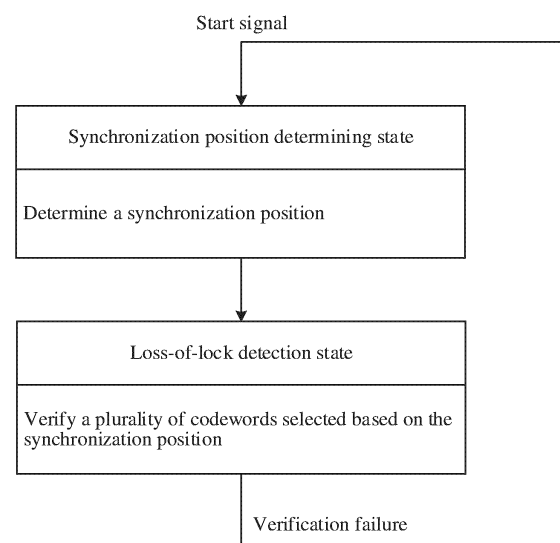 Start signal
Synchronization position determining state
Determine a synchronization position
Loss-of-lock detection state
Verify a plurality of codewords selected based on the
synchronization position
Verification failure